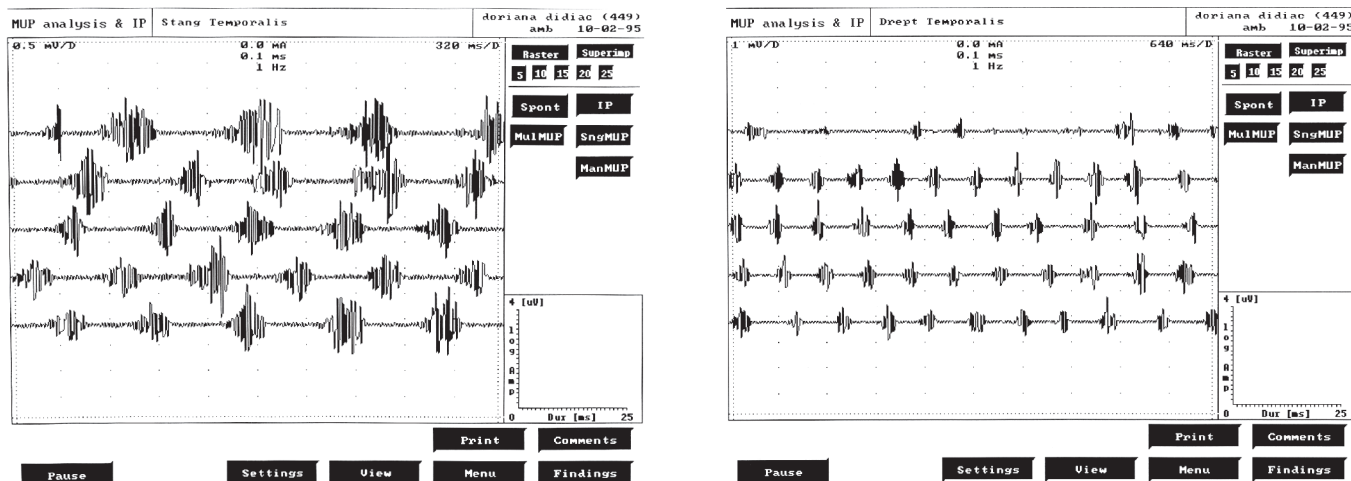 MUP analysis & IP
Stang Temporalis
doriana didiac (449)
amb 10-02-95
0.5 mV/D
0.0 mA
320 ms/D
0.1 ms
1 Hz
Raster
Superimp
5 10 15 20 25
Spont
IP
MulMUP
SngMUP
ManMUP
4 [uV]
log Amp
0
Dur [ms]
25
Print
Comments
Pause
Settings
View
Menu
Findings
MUP analysis & IP
Drept Temporalis
doriana didiac (449)
amb 10-02-95
1 mV/D
0.0 mA
640 ms/D
0.1 ms
1 Hz
Raster
Superimp
5 10 15 20 25
Spont
IP
MulMUP
SngMUP
ManMUP
4 [uV]
log Amp
0
Dur [ms]
25
Print
Comments
Pause
Settings
View
Menu
Findings